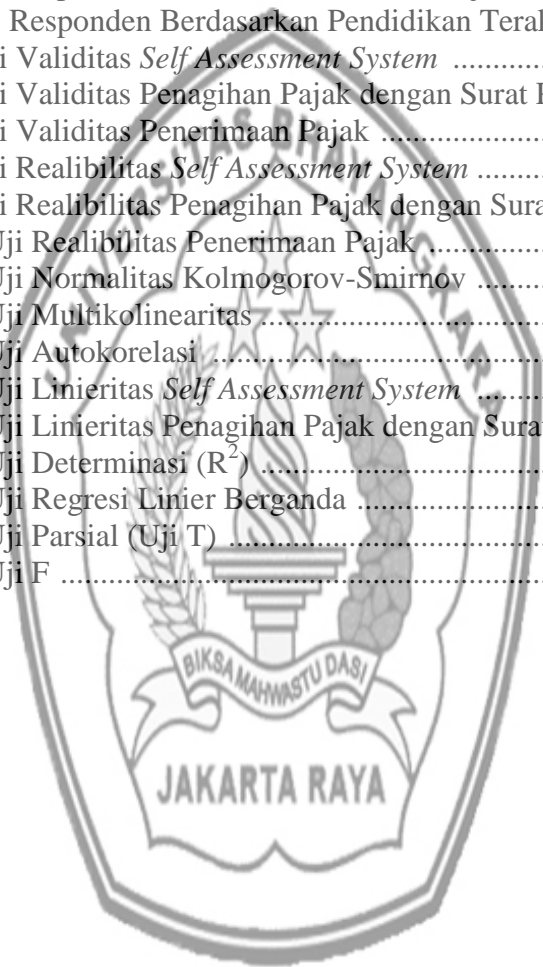 Responden Berdasarkan Pendidikan
i Validitas Self Assessment System ....................
i Validitas Penagihan Pajak dengan Surat
i Validitas Penerimaan Pajak ....................
i Realibilitas Self Assessment System ....................
i Realibilitas Penagihan Pajak dengan
Uji Realibilitas Penerimaan Pajak ....................
Uji Normalitas Kolmogorov-Smirnov ....................
Uji Multikolinearitas ....................
Uji Autokorelasi ....................
Uji Linieritas Self Assessment System ....................
Uji Linieritas Penagihan Pajak dengan
Uji Determinasi (R²) ....................
Uji Regresi Linier Berganda ....................
Uji Parsial (Uji T) ....................
Uji F ....................
UNIVERSITAS BHAYANGKARA
BIKSA MAHWASTU DASI
JAKARTA RAYA